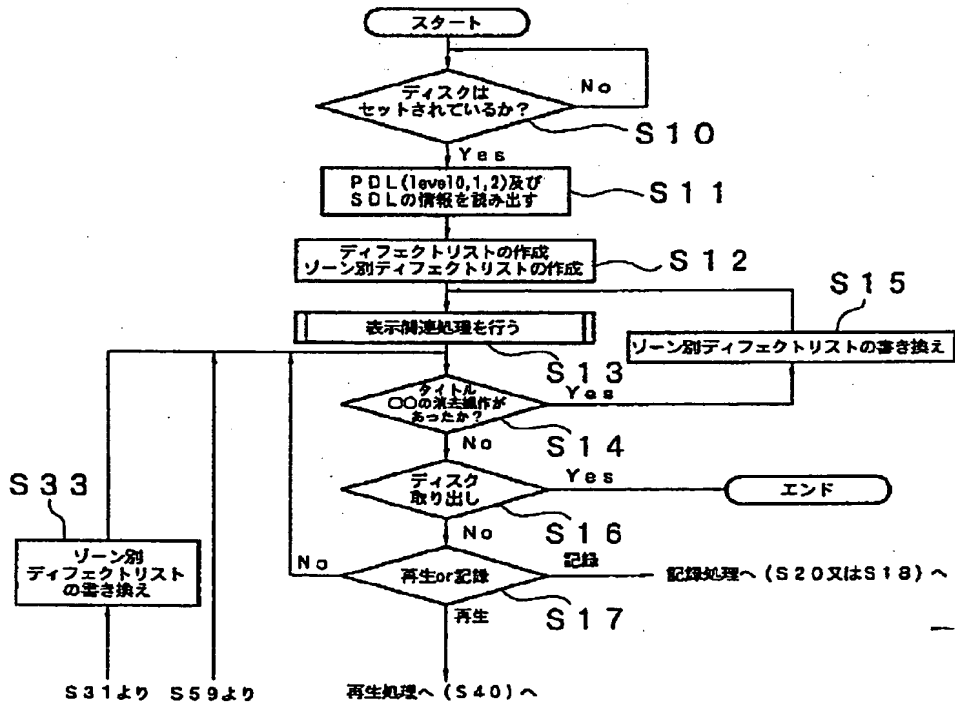 スタート
ディスクは
セットされているか？
No
S10
Yes
PDL(level0,1,2)及び
SDLの情報を読み出す
S11
ディフェクトリストの作成
ゾーン別ディフェクトリストの作成
S12
S15
表示関連処理を行う
ゾーン別ディフェクトリストの書き換え
S13
タイトル
○○の消去操作が
あったか？
Yes
S14
No
ディスク
取り出し
Yes
エンド
S16
No
S33
ゾーン別
ディフェクトリスト
の書き換え
No
再生or記録
記録
記録処理へ（S20又はS18）へ
S17
再生
S31より
S59より
再生処理へ（S40）へ